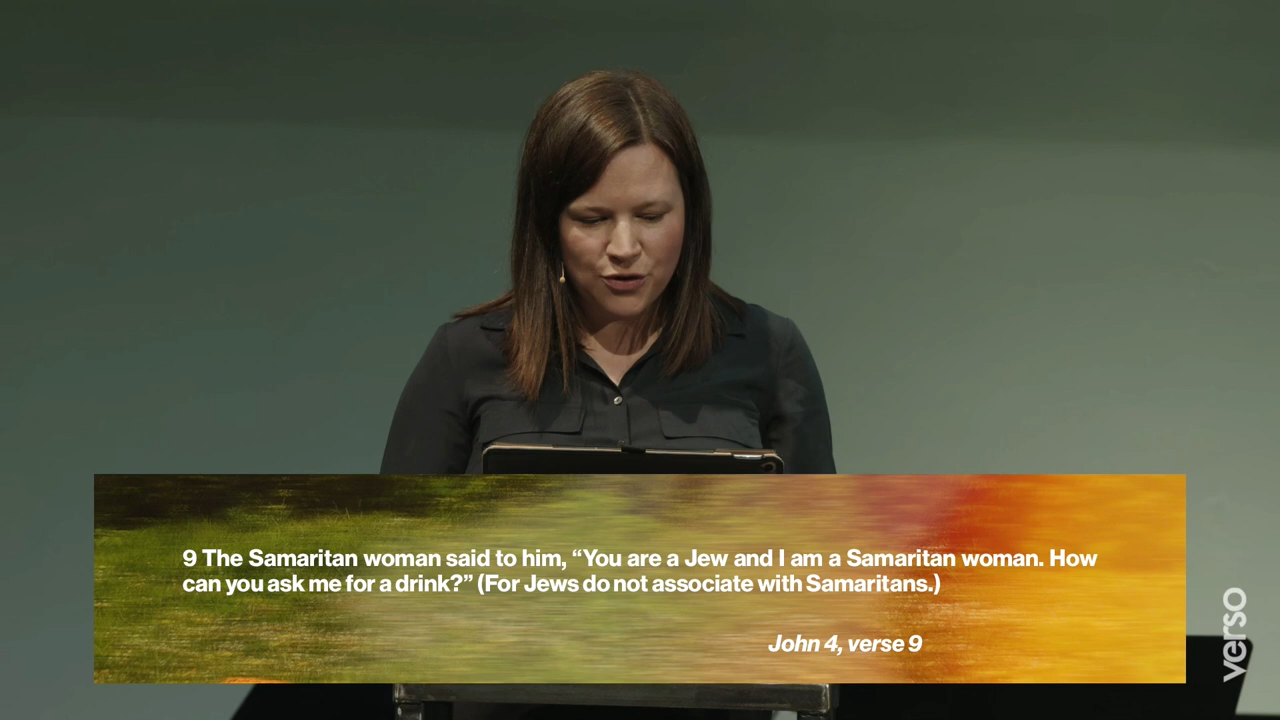 9 The Samaritan woman said to him, “You are a Jew and I am a Samaritan woman. How
can you ask me for a drink?” (For Jews do not associate with Samaritans.)
John 4, verse 9
verso